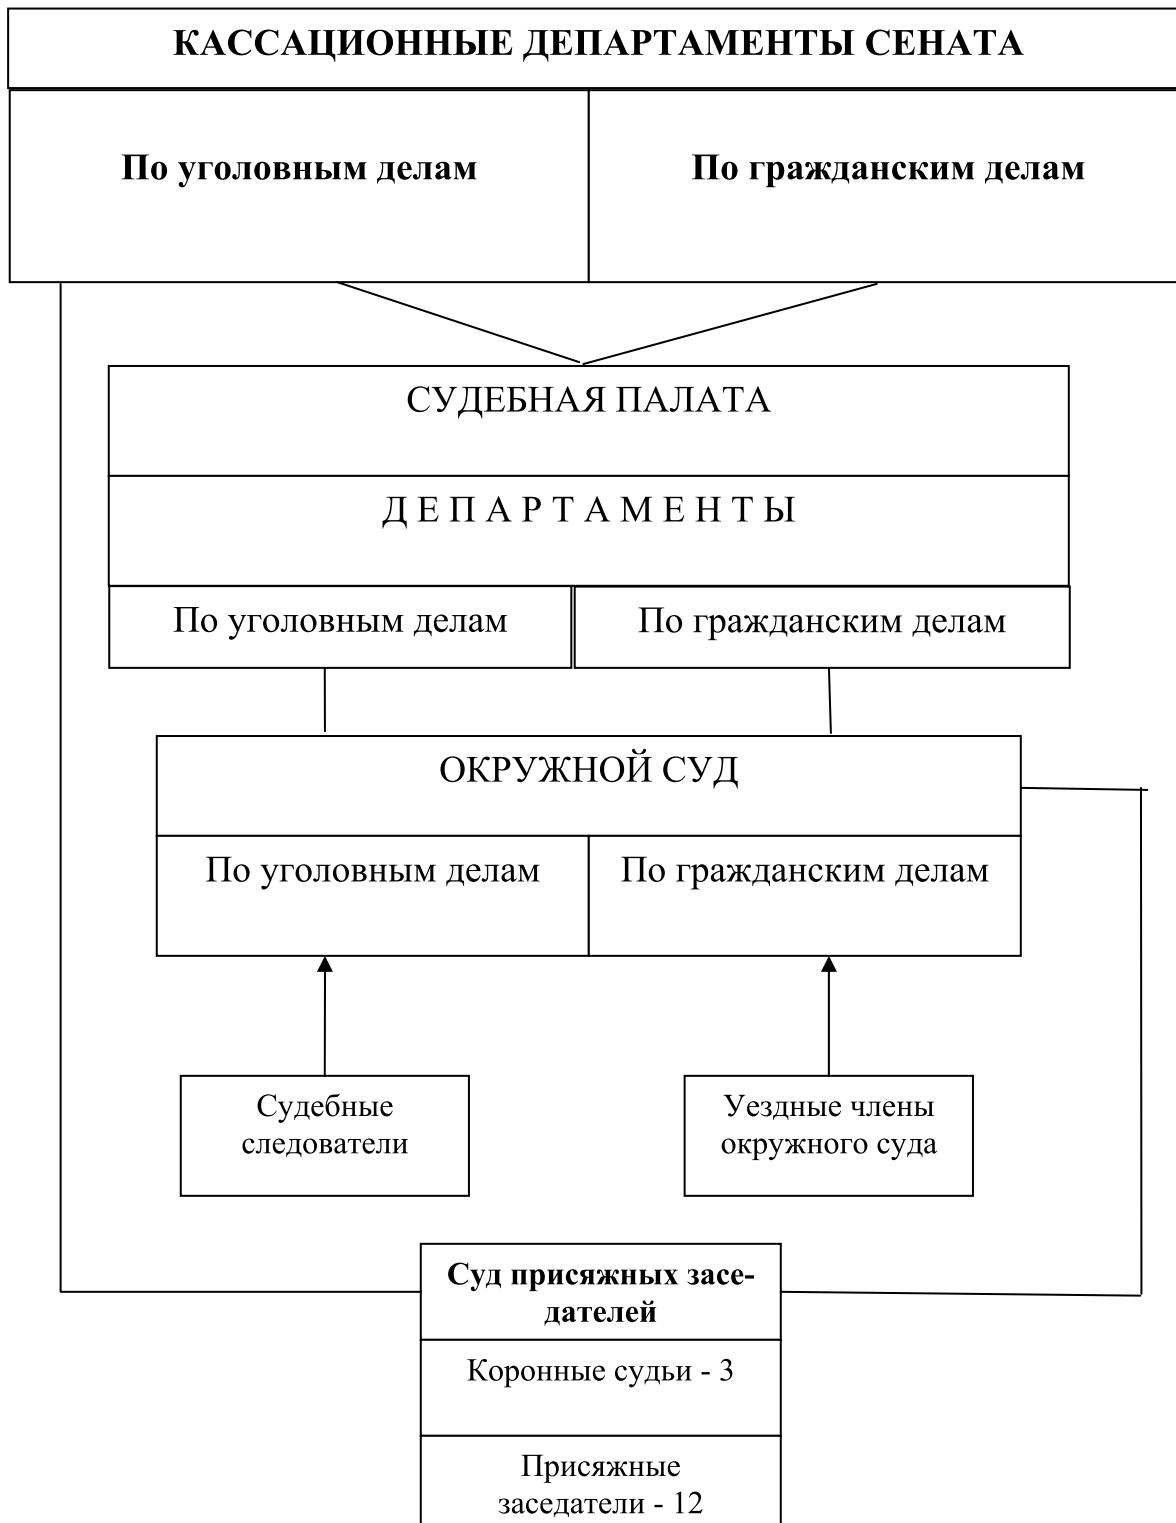 КАССАЦИОННЫЕ ДЕПАРТАМЕНТЫ СЕНАТА
По уголовным делам
По гражданским делам
СУДЕБНАЯ ПАЛАТА
Д Е П А Р Т А М Е Н Т Ы
По уголовным делам
По гражданским делам
ОКРУЖНОЙ СУД
По уголовным делам
По гражданским делам
Судебные
следователи
Уездные члены
окружного суда
Суд присяжных засе-
дателей
Коронные судьи - 3
Присяжные
заседатели - 12